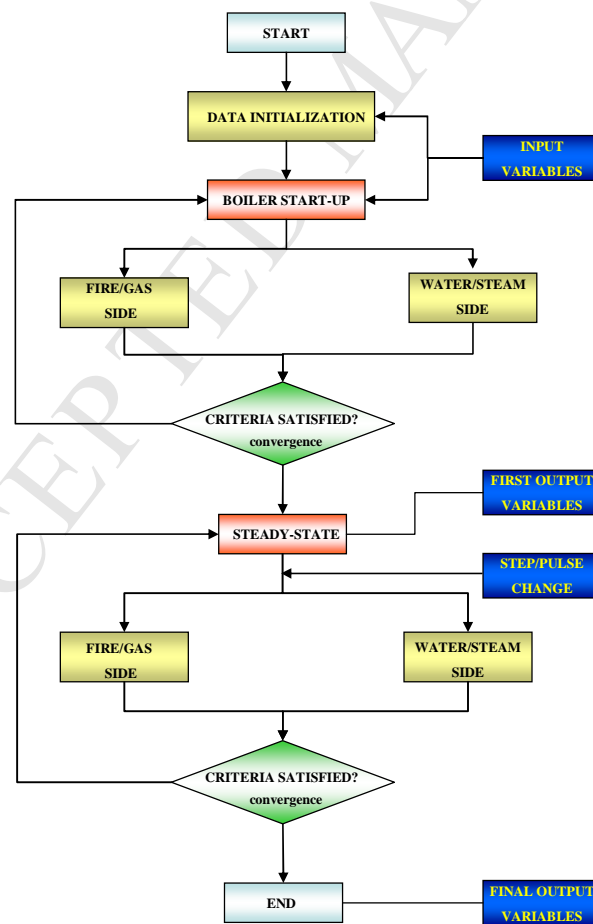 START
DATA INITIALIZATION
INPUT
VARIABLES
BOILER START-UP
FIRE/GAS
SIDE
WATER/STEAM
SIDE
CRITERIA SATISFIED?
convergence
FIRST OUTPUT
VARIABLES
STEADY-STATE
STEP/PULSE
CHANGE
FIRE/GAS
SIDE
WATER/STEAM
SIDE
CRITERIA SATISFIED?
convergence
END
FINAL OUTPUT
VARIABLES
CEPTED MA